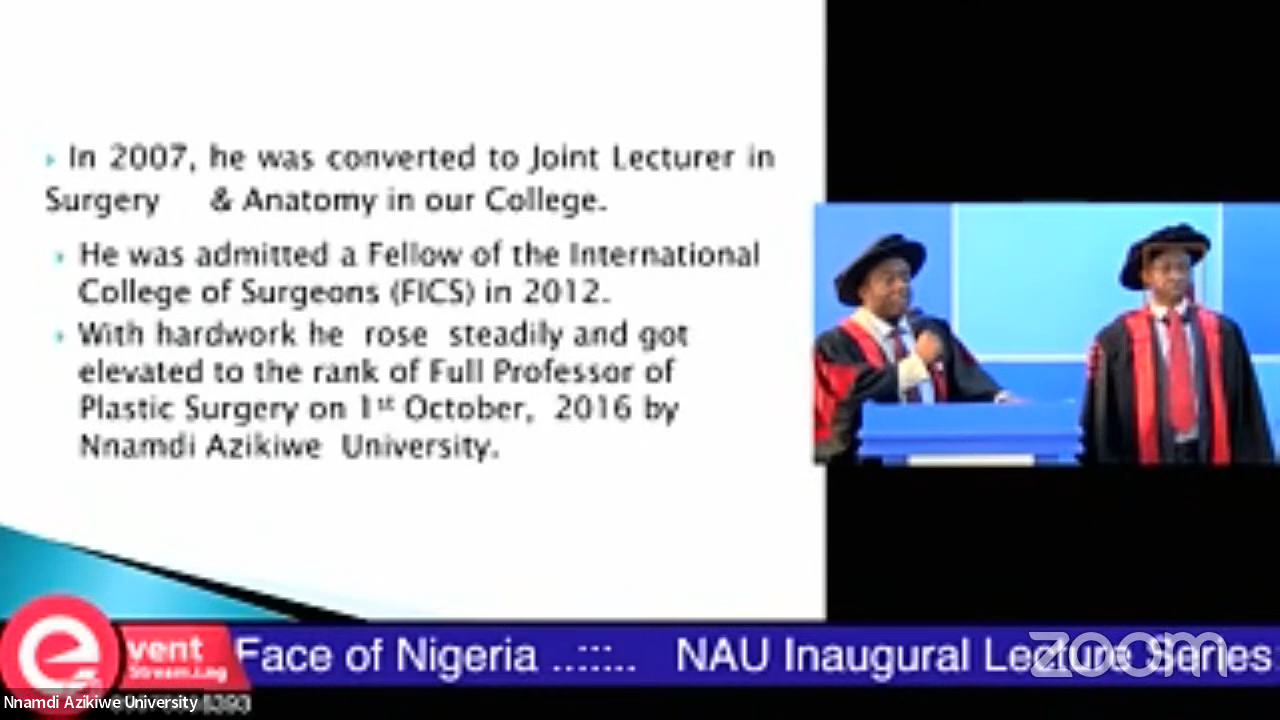 In 2007, he was converted to Joint Lecturer in
Surgery & Anatomy in our College.
He was admitted a Fellow of the International
College of Surgeons (FICS) in 2012.
With hardwork he rose steadily and got
elevated to the rank of Full Professor of
Plastic Surgery on 1st October, 2016 by
Nnamdi Azikiwe University.
event
Stream.ng
Face of Nigeria ..:::.. NAU Inaugural Lecture Series
zoom
Nnamdi Azikiwe University